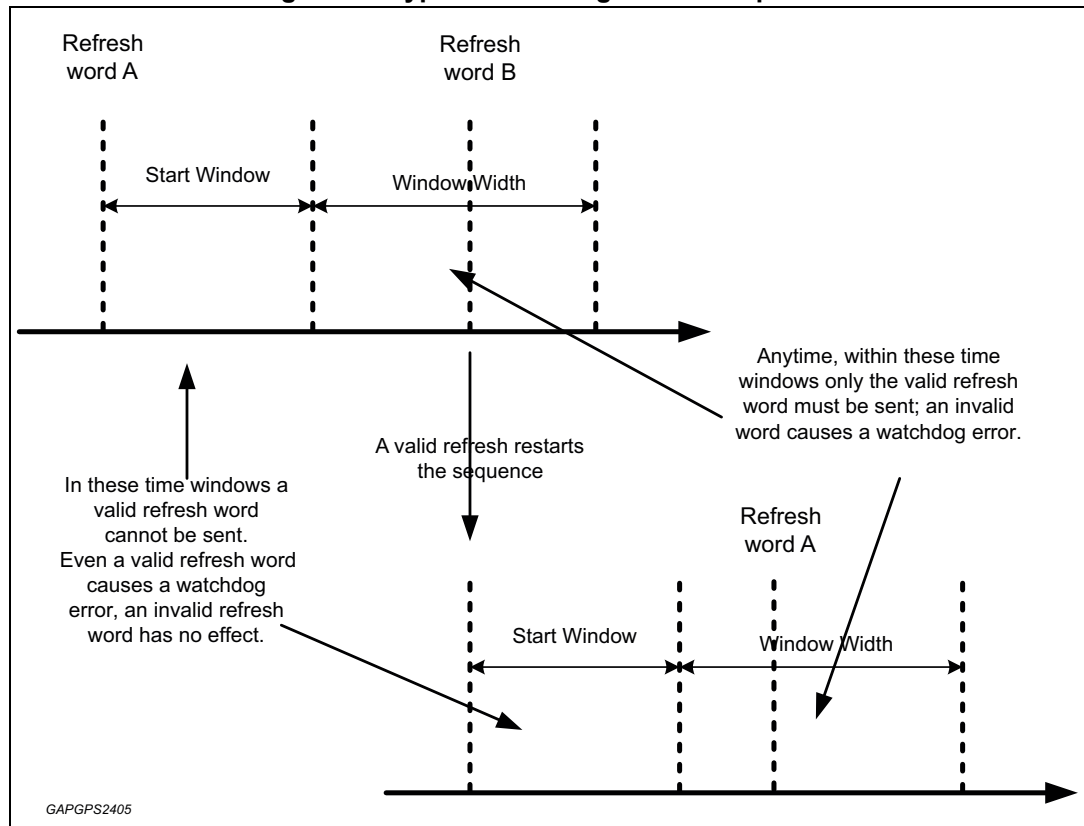 Refresh
word A
Refresh
word B
Start Window
Window Width
Anytime, within these time
windows only the valid refresh
word must be sent; an invalid
word causes a watchdog error.
A valid refresh restarts
the sequence
In these time windows a
valid refresh word
cannot be sent.
Even a valid refresh word
causes a watchdog
error, an invalid refresh
word has no effect.
Refresh
word A
Start Window
Window Width
GAPGPS2405